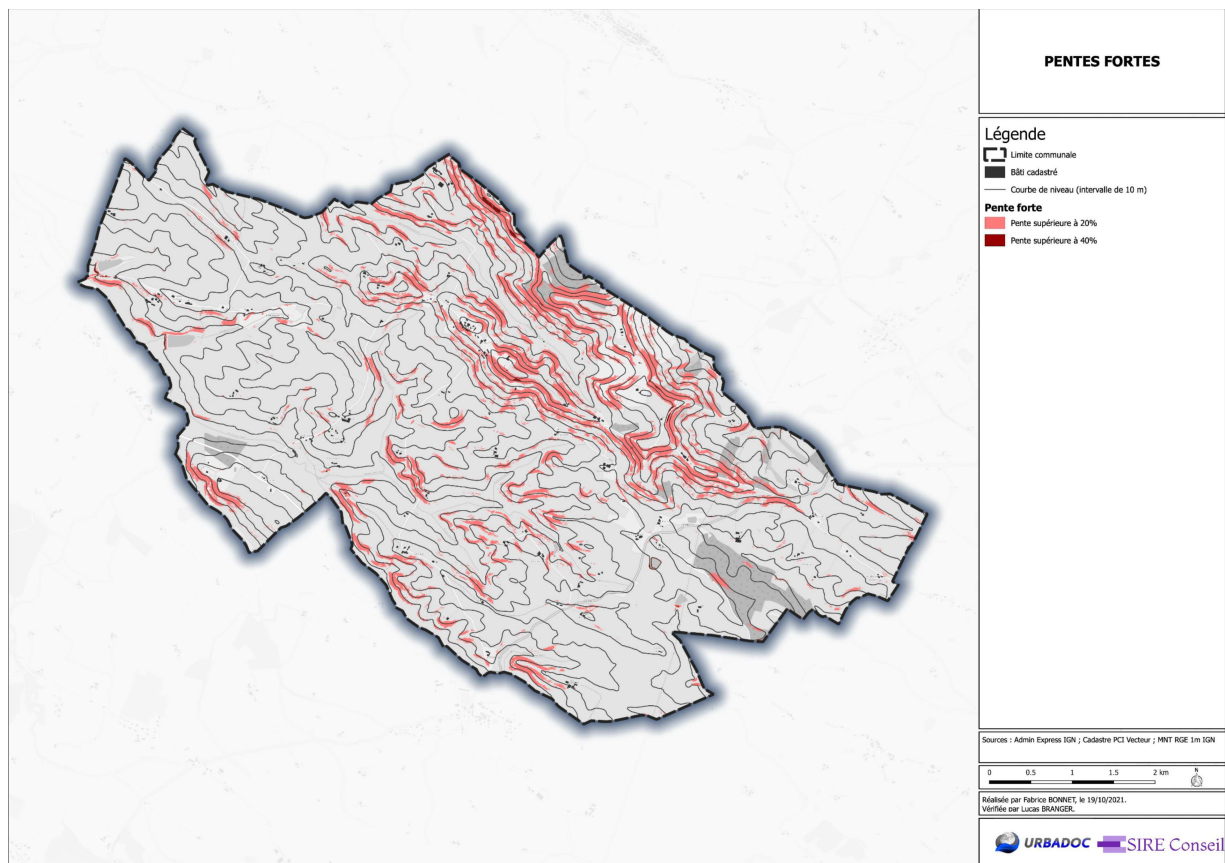 PENTES FORTES
Légende
Limite communale
Bâti cadastré
Courbe de niveau (intervalle de 10 m)
Pente forte
Pente supérieure à 20%
Pente supérieure à 40%
Sources : Admin Express IGN ; Cadastre PCI Vecteur ; MNT RGE 1m IGN
0 0.5 1 1.5 2 km
N
Réalisée par Fabrice BONNET, le 19/10/2021.
Vérifiée par Lucas BRANGER.
URBADOC SIRE Conseil